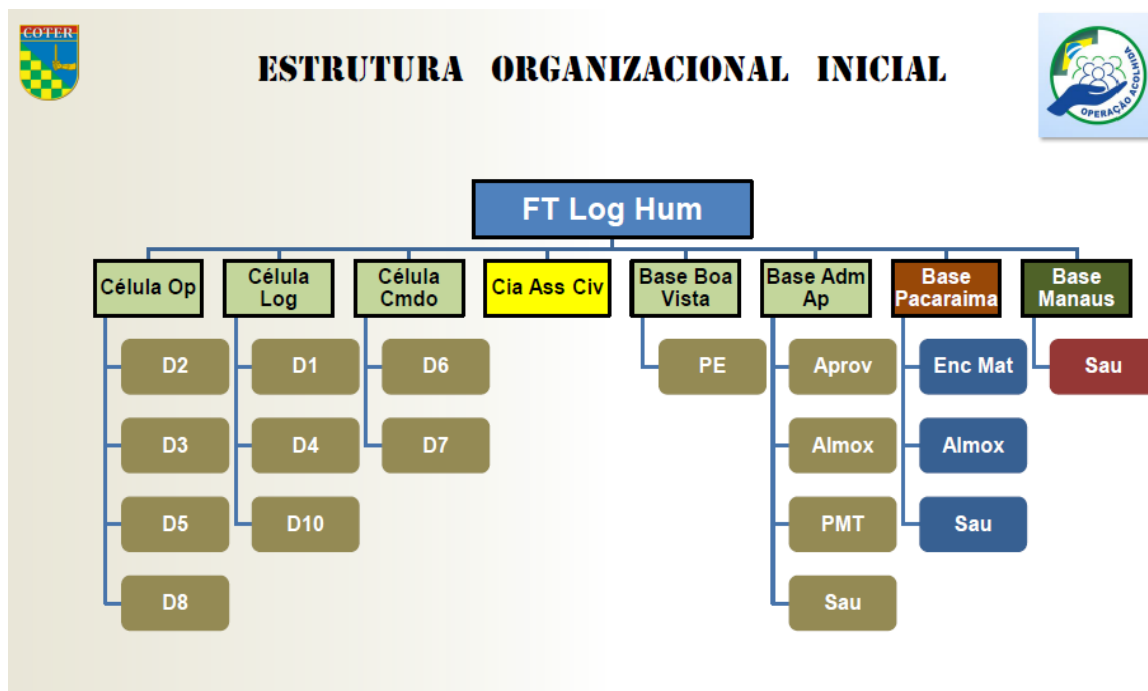 COTER
ESTRUTURA ORGANIZACIONAL INICIAL
OPERAÇÃO ACOLHIDA
FT Log Hum
Célula Op
Célula
Log
Célula
Cmdo
Cia Ass Civ
Base Boa
Vista
Base Adm
Ap
Base
Pacaraima
Base
Manaus
D2
D1
D6
PE
Aprov
Enc Mat
Sau
D3
D4
D7
Almox
Almox
D5
D10
PMT
Sau
D8
Sau